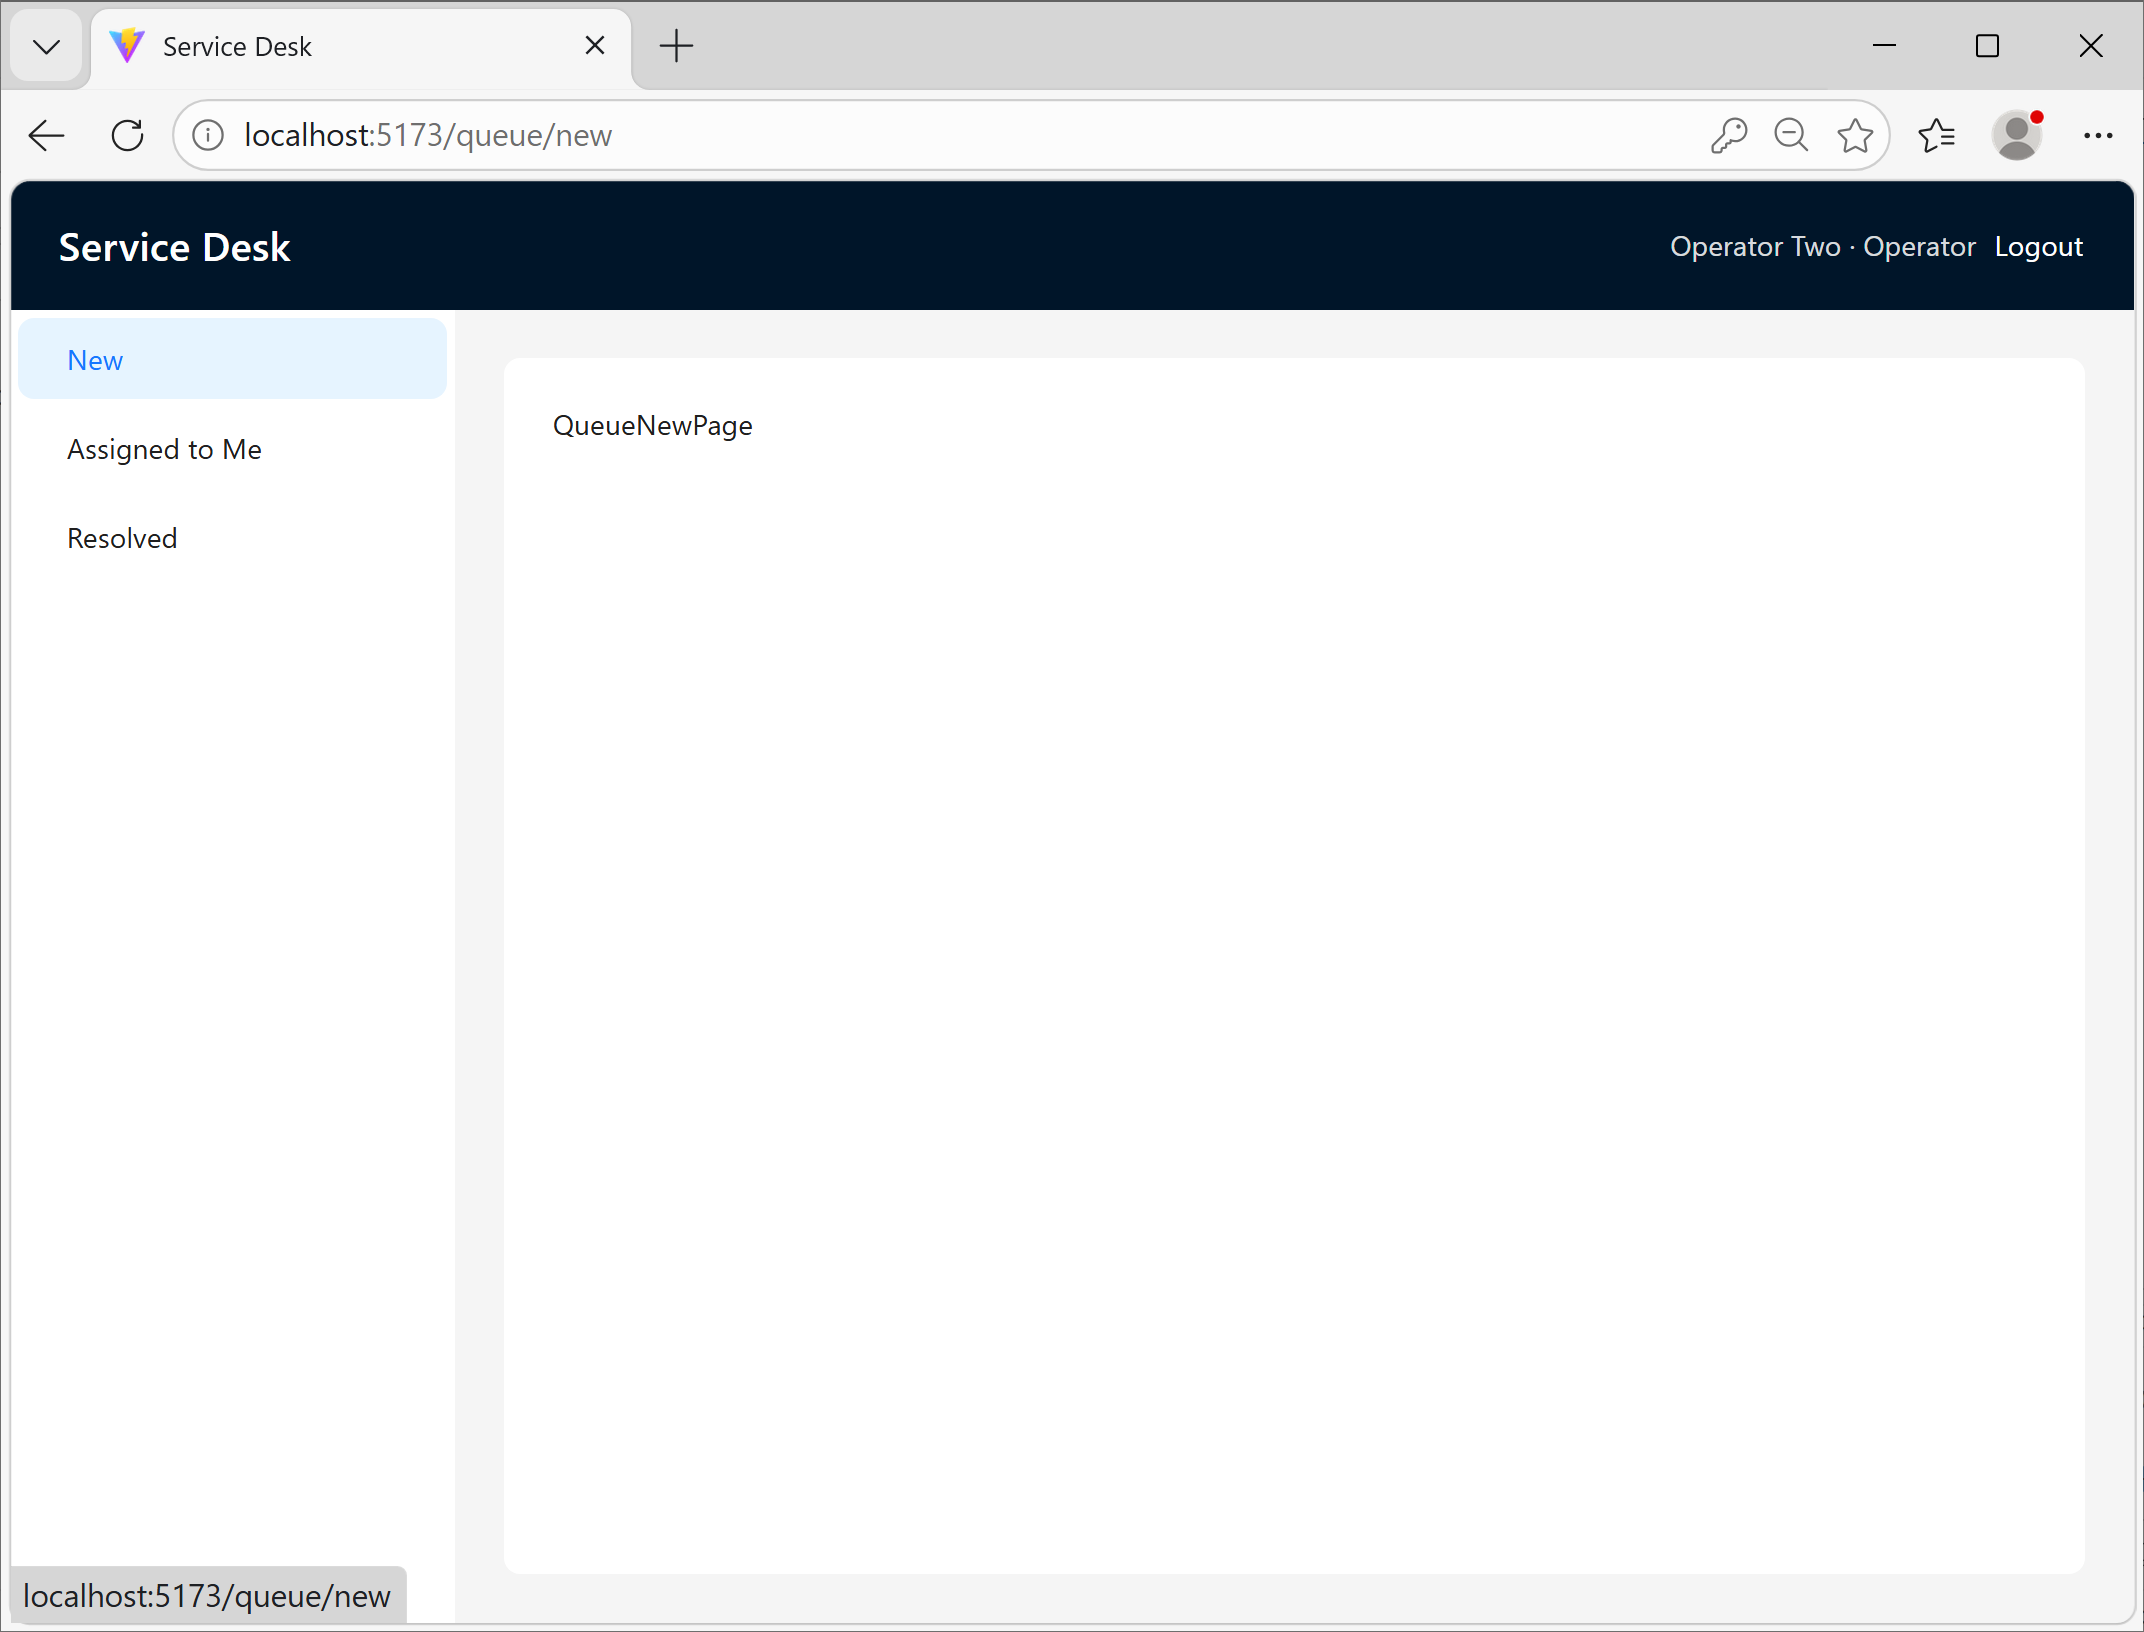 Service Desk
localhost:5173/queue/new
Service Desk
Operator Two · Operator Logout
New
Assigned to Me
Resolved
QueueNewPage
localhost:5173/queue/new